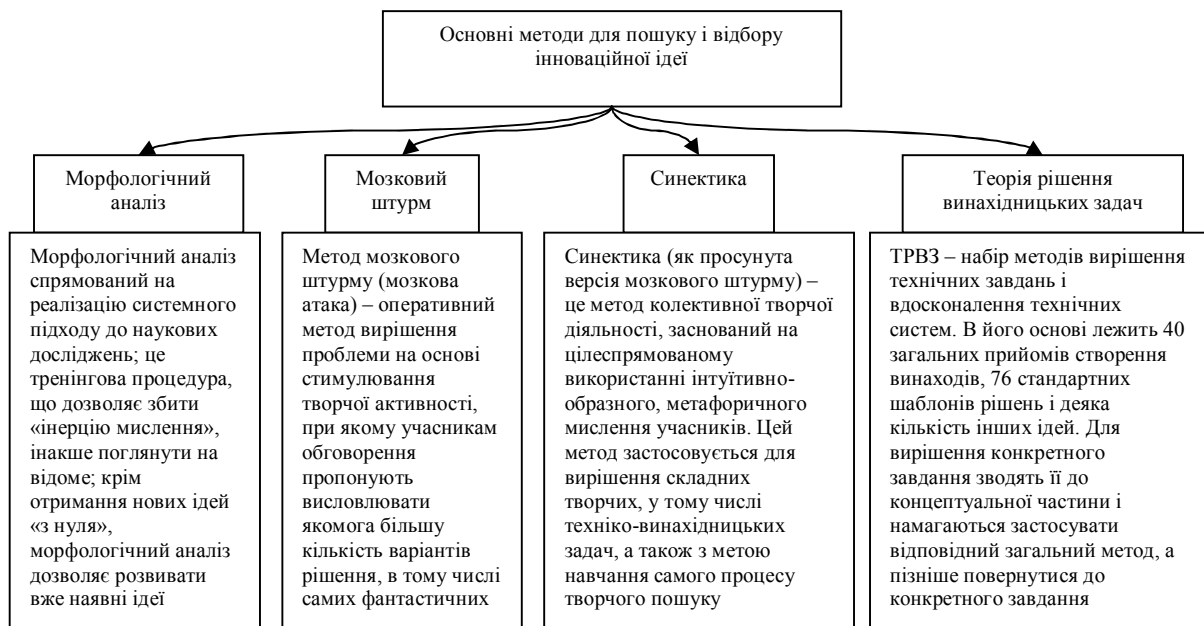 Основні методи для пошуку і відбору
інноваційної ідеї
Морфологічний
аналіз
Мозковий
штурм
Синектика
Теорія рішення
винахідницьких задач
Морфологічний аналіз
спрямований на
реалізацію системного
підходу до наукових
досліджень; це
тренінгова процедура,
що дозволяє збити
«інерцію мислення»,
інакше поглянути на
відоме; крім
отримання нових ідей
«з нуля»,
морфологічний аналіз
дозволяє розвивати
вже наявні ідеї
Метод мозкового
штурму (мозкова
атака) – оперативний
метод вирішення
проблеми на основі
стимулювання
творчої активності,
при якому учасникам
обговорення
пропонують
висловлювати
якомога більшу
кількість варіантів
рішення, в тому числі
самих фантастичних
Синектика (як просунута
версія мозкового штурму) –
це метод колективної творчої
діяльності, заснований на
цілеспрямованому
використанні інтуїтивно-
образного, метафоричного
мислення учасників. Цей
метод застосовується для
вирішення складних
творчих, у тому числі
техніко-винахідницьких
задач, а також з метою
навчання самого процесу
творчого пошуку
ТРВЗ – набір методів вирішення
технічних завдань і
вдосконалення технічних
систем. В його основі лежить 40
загальних прийомів створення
винаходів, 76 стандартних
шаблонів рішень і деяка
кількість інших ідей. Для
вирішення конкретного
завдання зводять її до
концептуальної частини і
намагаються застосувати
відповідний загальний метод, а
пізніше повернутися до
конкретного завдання